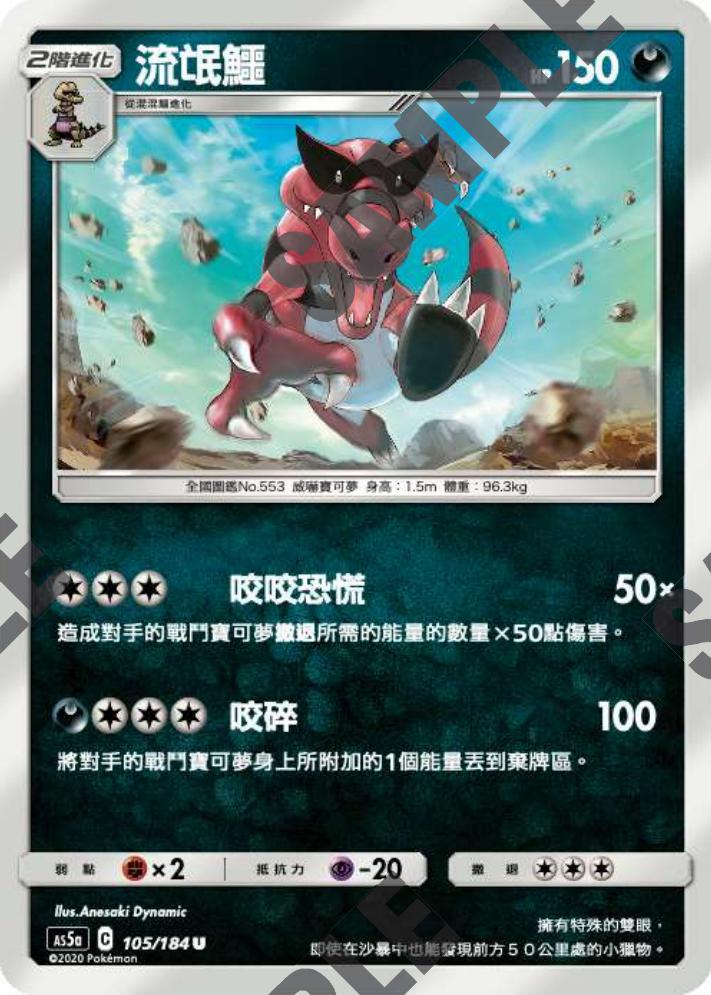 2階進化 流氓鱷 HP 150
從混混鱷進化
全國圖鑑No.553 威嚇寶可夢 身高：1.5m 體重：96.3kg
咬咬恐慌 50×
造成對手的戰鬥寶可夢撤退所需的能量的數量×50點傷害。
咬碎 100
將對手的戰鬥寶可夢身上所附加的1個能量丟到棄牌區。
弱點 ×2 抵抗力 -20 撤退
Illus.Anesaki Dynamic
擁有特殊的雙眼，
AS5a C 105/184 U
即使在沙暴中也能發現前方50公里處的小獵物。
©2020 Pokémon
SAMPLE